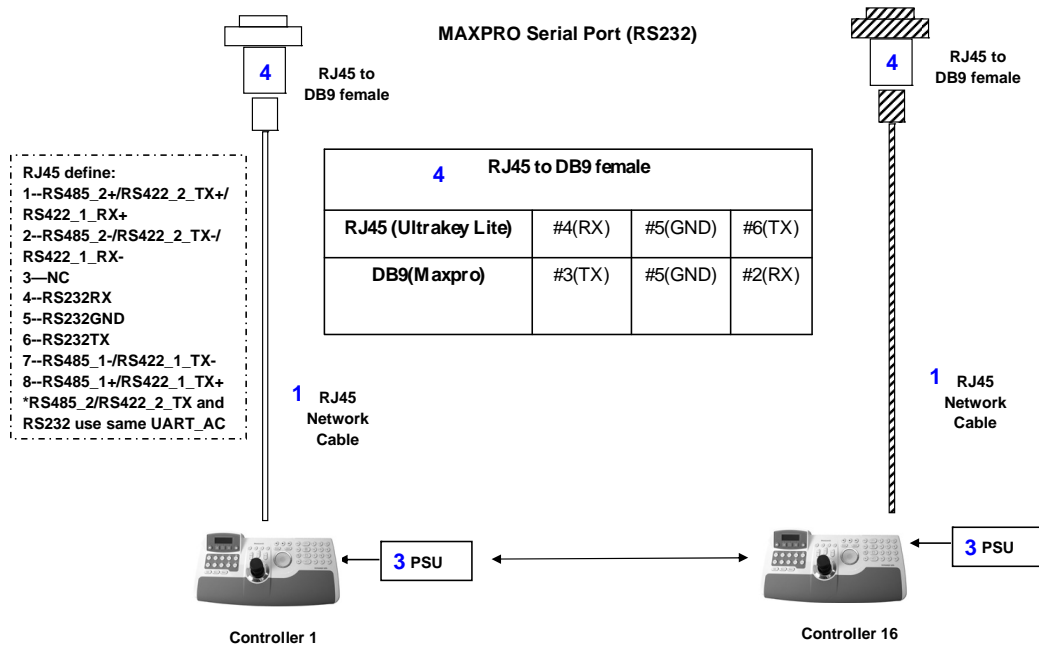 MAXPRO Serial Port (RS232)
4
RJ45 to
DB9 female
4
RJ45 to
DB9 female
RJ45 define:
1--RS485_2+/RS422_2_TX+/
RS422_1_RX+
2--RS485_2-/RS422_2_TX-/
RS422_1_RX-
3—NC
4--RS232RX
5--RS232GND
6--RS232TX
7--RS485_1-/RS422_1_TX-
8--RS485_1+/RS422_1_TX+
*RS485_2/RS422_2_TX and
RS232 use same UART_AC
4 RJ45 to DB9 female
RJ45 (Ultrakey Lite) #4(RX) #5(GND) #6(TX)
DB9(Maxpro) #3(TX) #5(GND) #2(RX)
1 RJ45
Network
Cable
1 RJ45
Network
Cable
3 PSU
3 PSU
Controller 1
Controller 16